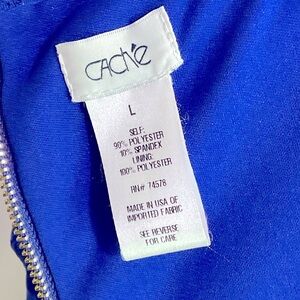 CACHÉ
L
SELF:
90% POLYESTER
10% SPANDEX
LINING:
100% POLYESTER
RN# 74578
MADE IN USA OF
IMPORTED FABRIC
SEE REVERSE
FOR CARE